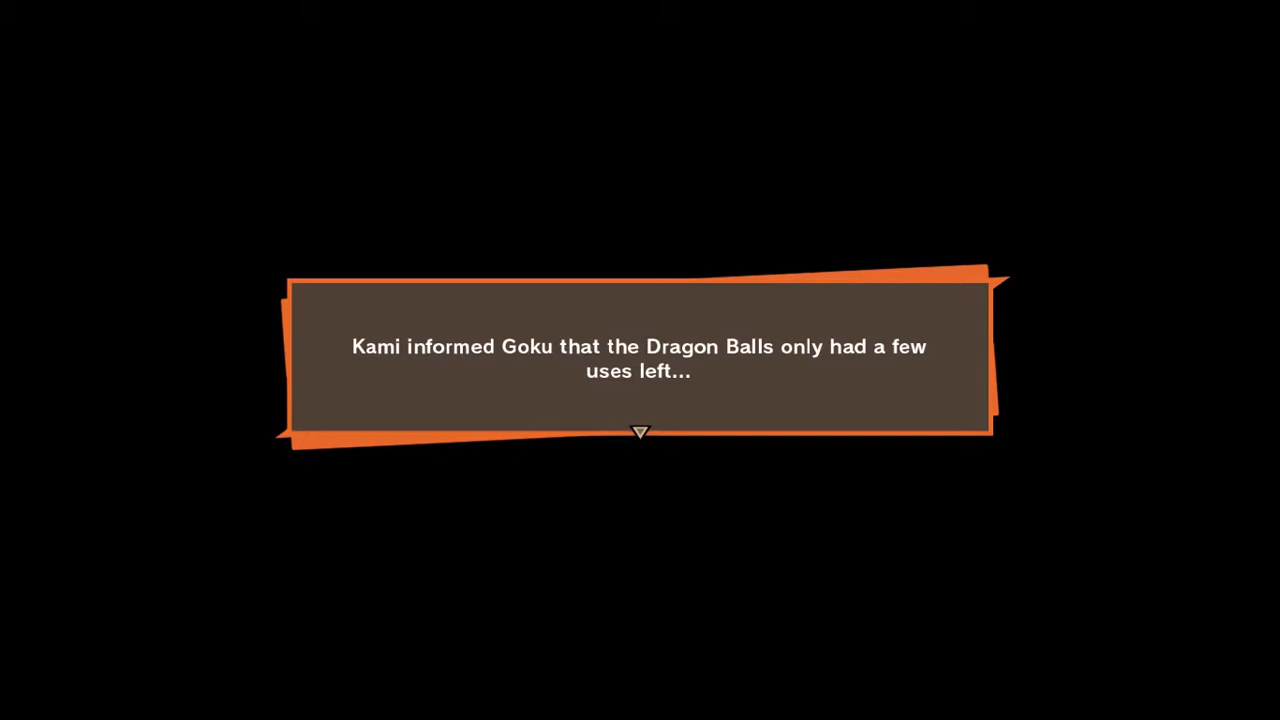 Kami informed Goku that the Dragon Balls only had a few
uses left...